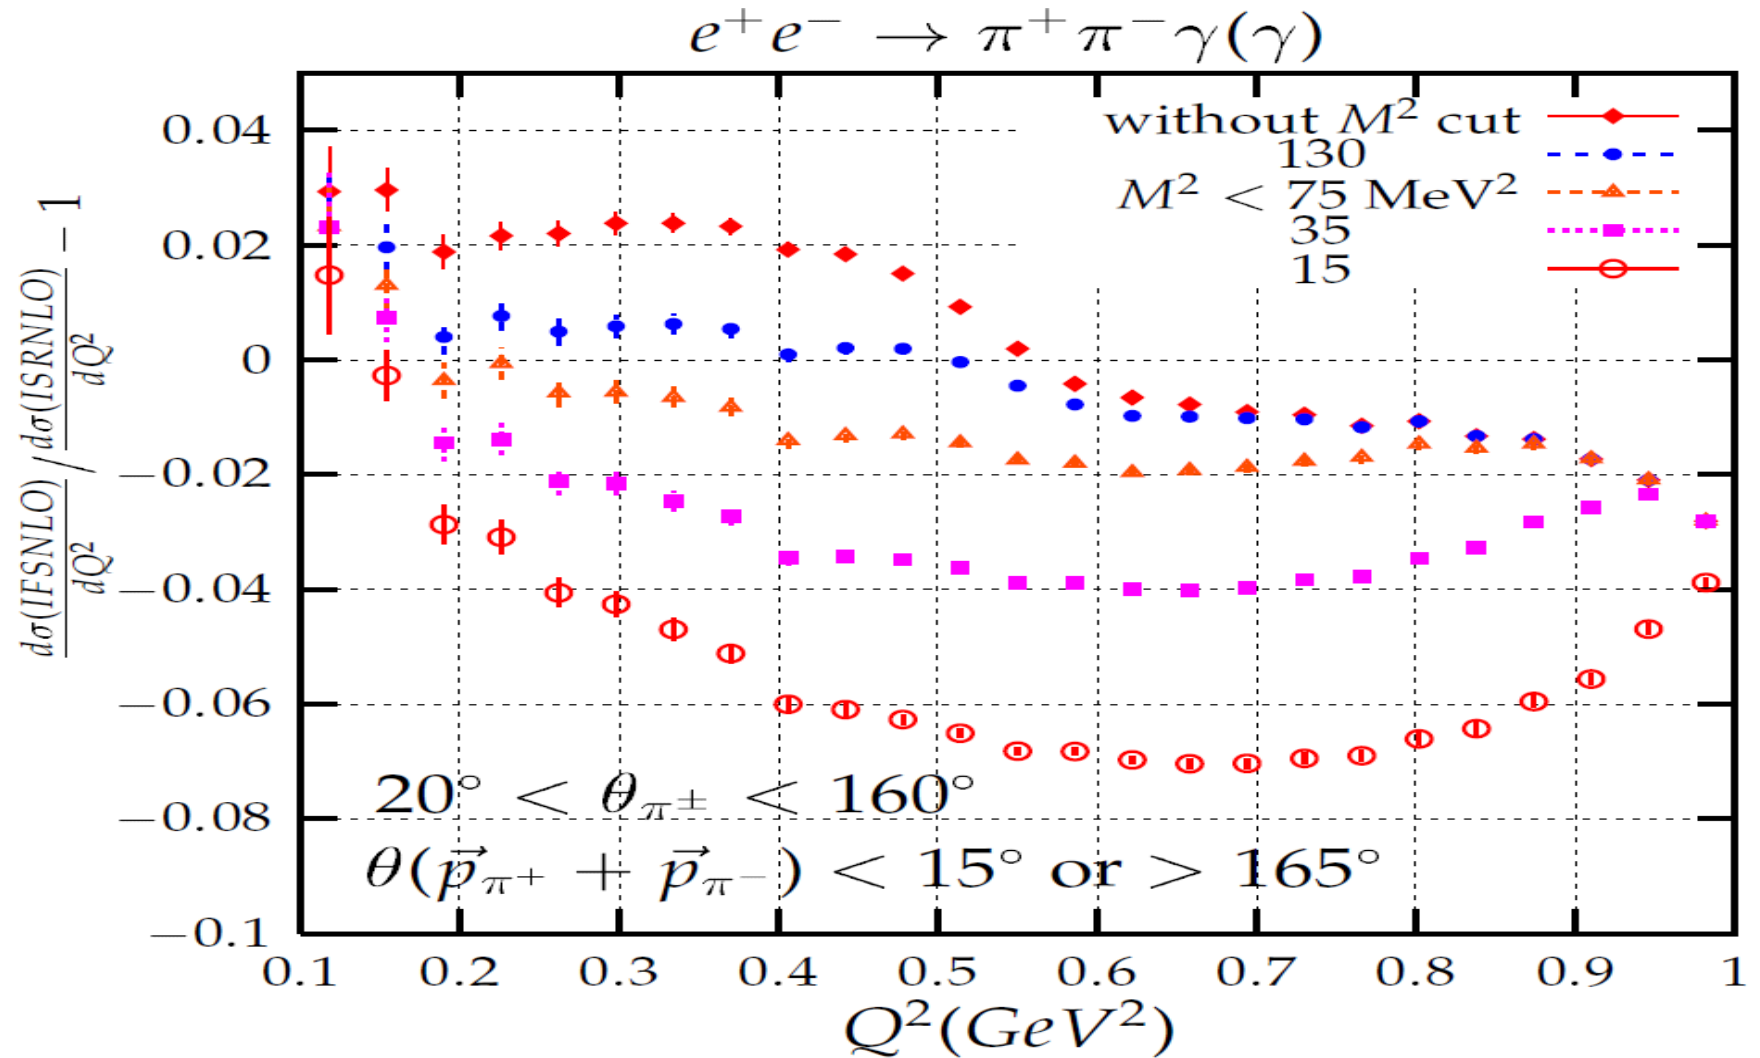 e⁺e⁻ → π⁺π⁻γ(γ)
without M² cut
130
M² < 75 MeV²
35
15
dσ(IFSNLO)/dQ² / dσ(ISRNLO)/dQ² − 1
0.04
0.02
0
−0.02
−0.04
−0.06
−0.08
−0.1
20° < θπ± < 160°
θ(p⃗π⁺ + p⃗π⁻) < 15° or > 165°
0.1 0.2 0.3 0.4 0.5 0.6 0.7 0.8 0.9 1
Q²(GeV²)